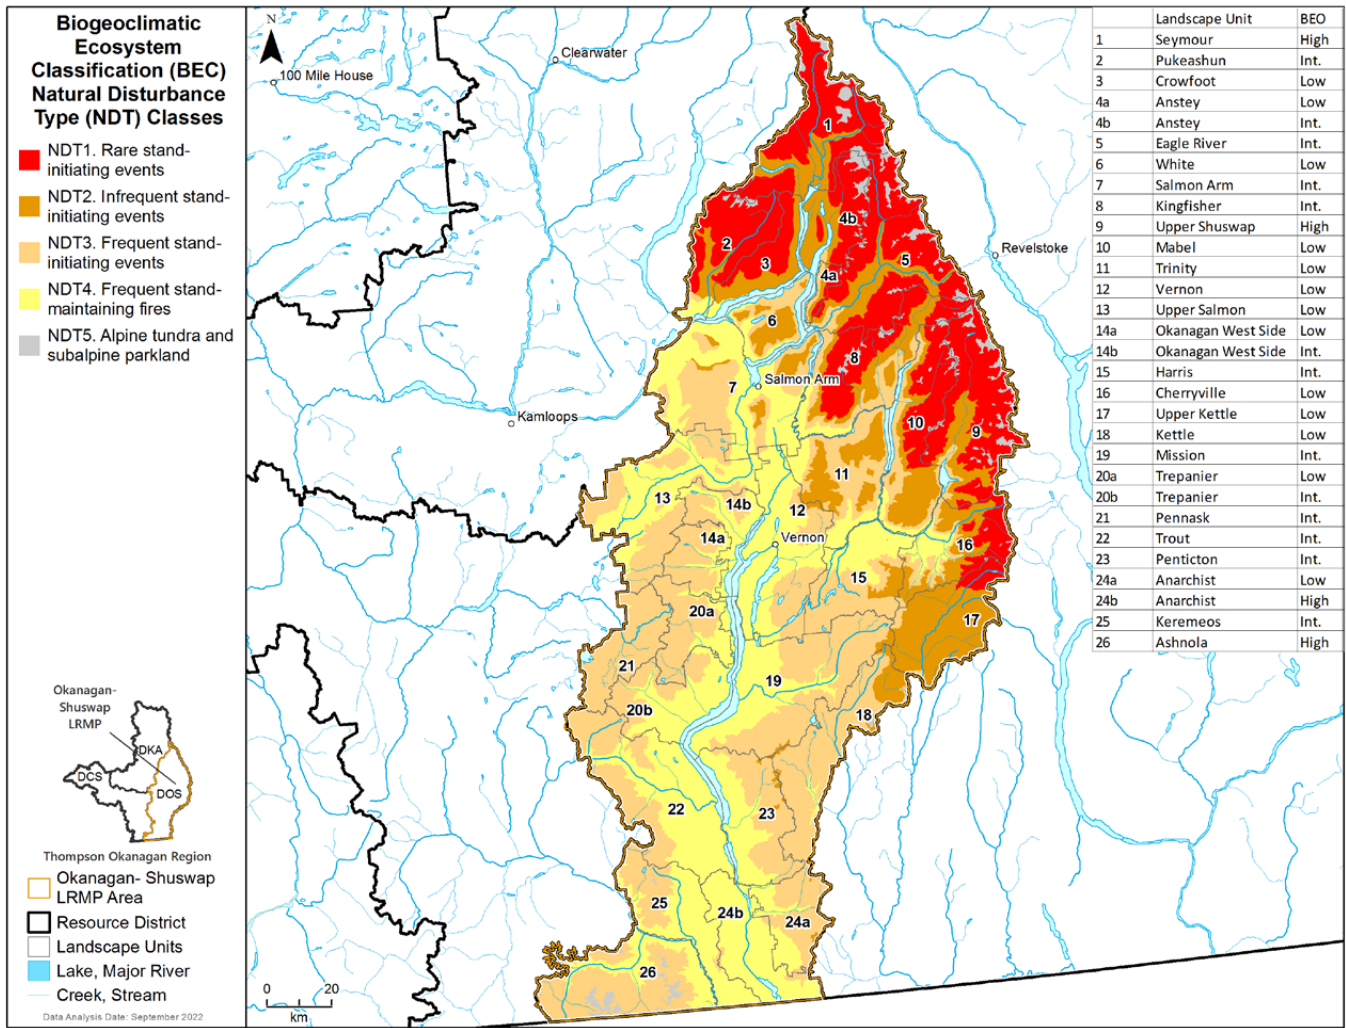 Biogeoclimatic
Ecosystem
Classification (BEC)
Natural Disturbance
Type (NDT) Classes
NDT1. Rare stand-
initiating events
NDT2. Infrequent stand-
initiating events
NDT3. Frequent stand-
initiating events
NDT4. Frequent stand-
maintaining fires
NDT5. Alpine tundra and
subalpine parkland
Okanagan-
Shuswap
LRMP
DKA
DCS
DOS
Thompson Okanagan Region
Okanagan- Shuswap
LRMP Area
Resource District
Landscape Units
Lake, Major River
Creek, Stream
Data Analysis Date: September 2022
N
Clearwater
100 Mile House
Revelstoke
Kamloops
Salmon Arm
Vernon
1
2
3
4b
4a
5
6
7
8
9
10
11
12
13
14b
14a
15
16
17
18
19
20a
20b
21
22
23
24b
24a
25
26
0 20
km
Landscape Unit BEO
1 Seymour High
2 Pukeashun Int.
3 Crowfoot Low
4a Anstey Low
4b Anstey Int.
5 Eagle River Int.
6 White Low
7 Salmon Arm Int.
8 Kingfisher Int.
9 Upper Shuswap High
10 Mabel Low
11 Trinity Low
12 Vernon Low
13 Upper Salmon Low
14a Okanagan West Side Low
14b Okanagan West Side Int.
15 Harris Int.
16 Cherryville Low
17 Upper Kettle Low
18 Kettle Low
19 Mission Int.
20a Trepanier Low
20b Trepanier Int.
21 Pennask Int.
22 Trout Int.
23 Penticton Int.
24a Anarchist Low
24b Anarchist High
25 Keremeos Int.
26 Ashnola High